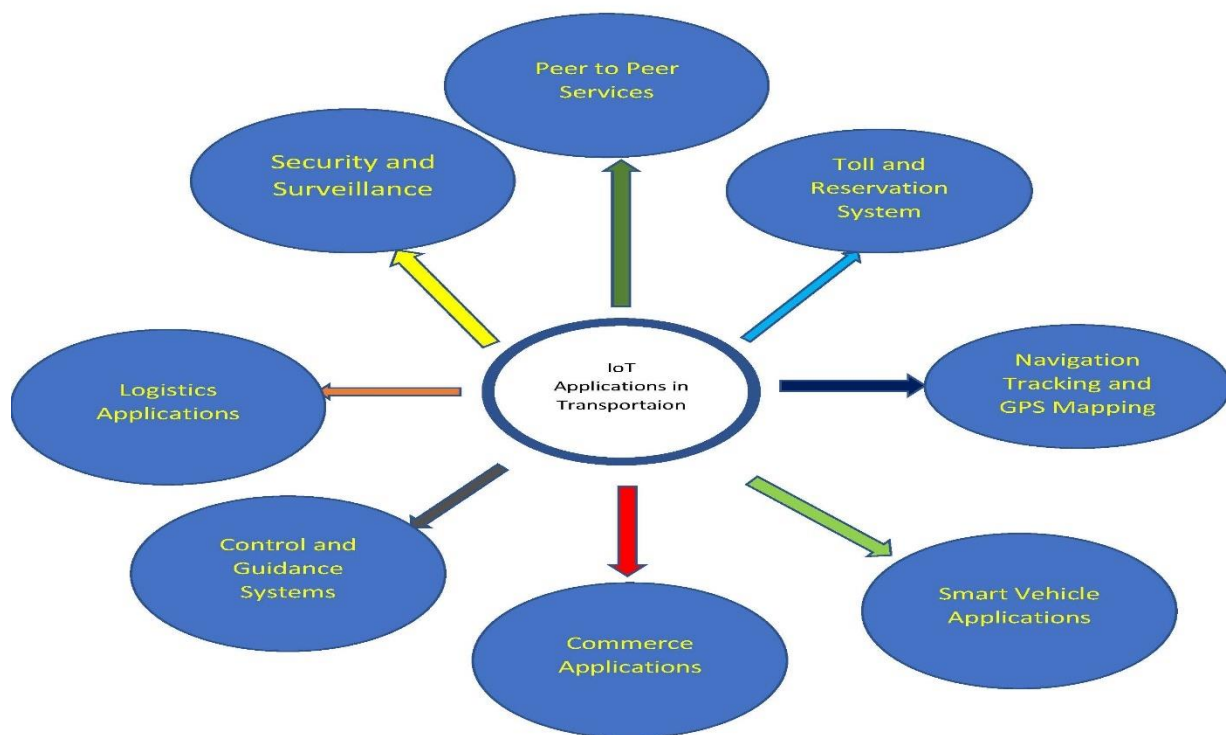 Peer to Peer
Services
Security and
Surveillance
Toll and
Reservation
System
IoT
Applications in
Transportaion
Navigation
Tracking and
GPS Mapping
Logistics
Applications
Control and
Guidance
Systems
Smart Vehicle
Applications
Commerce
Applications